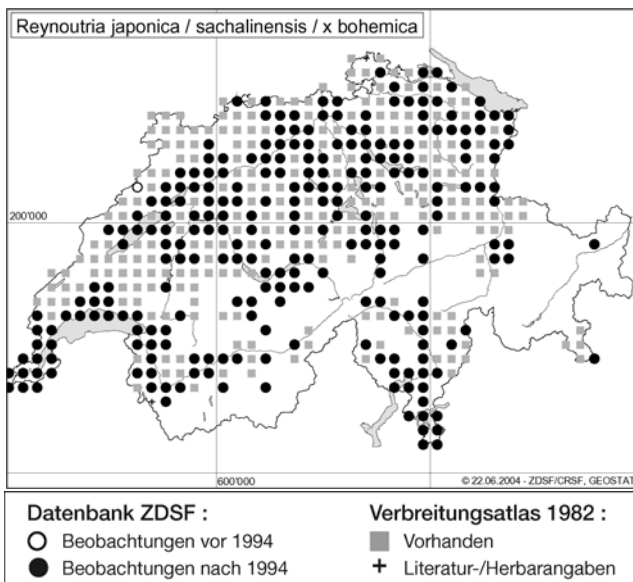 Reynoutria japonica / sachalinensis / x bohemica
200'000
600'000
© 22.06.2004 - ZDSF/CRSF, GEOSTAT
Datenbank ZDSF :
Beobachtungen vor 1994
Beobachtungen nach 1994
Verbreitungsatlas 1982 :
Vorhanden
Literatur-/Herbarangaben